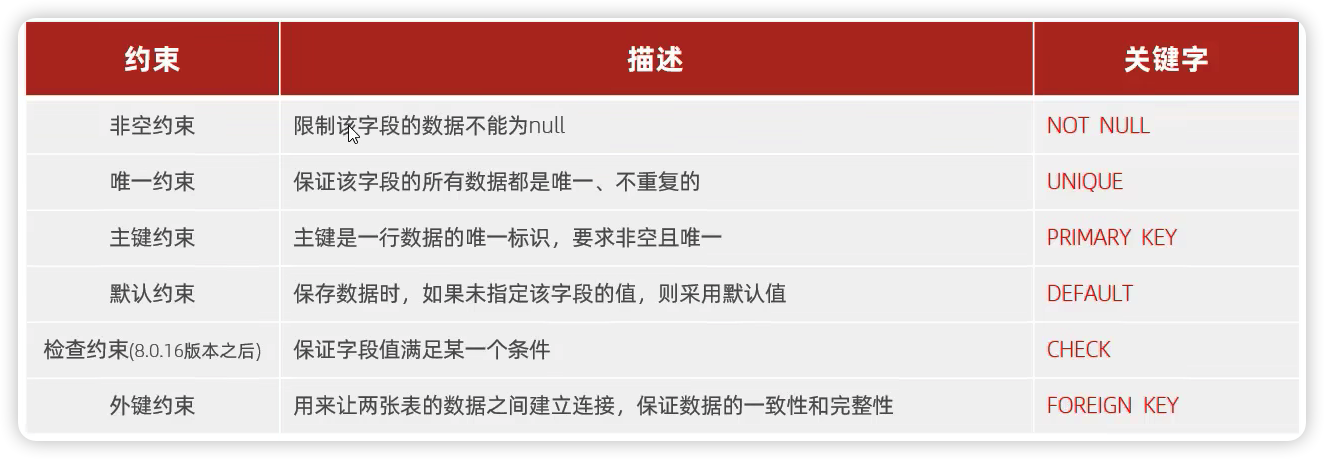 约束 描述 关键字
非空约束 限制该字段的数据不能为null NOT NULL
唯一约束 保证该字段的所有数据都是唯一、不重复的 UNIQUE
主键约束 主键是一行数据的唯一标识，要求非空且唯一 PRIMARY KEY
默认约束 保存数据时，如果未指定该字段的值，则采用默认值 DEFAULT
检查约束(8.0.16版本之后) 保证字段值满足某一个条件 CHECK
外键约束 用来让两张表的数据之间建立连接，保证数据的一致性和完整性 FOREIGN KEY